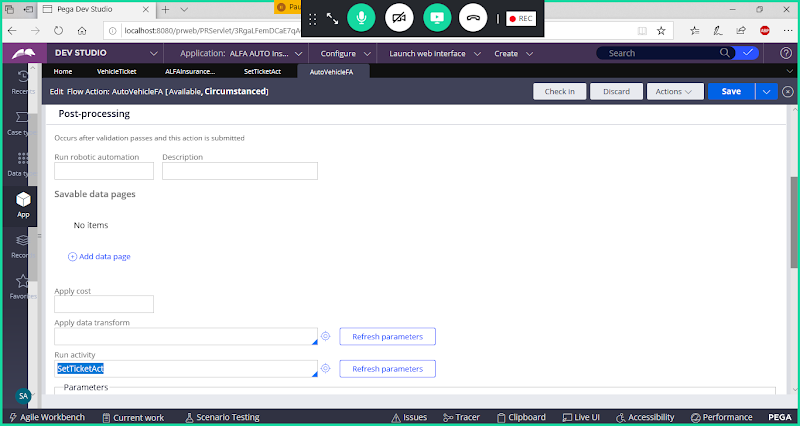 Pega Dev Studio
Pau
REC
localhost:8080/prweb/PRServlet/3RgaLFemDCaE7qA
ABP
DEV STUDIO
Application: ALFA AUTO Ins...
Configure
Launch web interface
Create
Search
Recents
Home
VehicleTicket
ALFAInsurance...
SetTicketAct
AutoVehicleFA
Edit Flow Action: AutoVehicleFA [Available, Circumstanced]
Check in
Discard
Actions
Save
Post-processing
Case typ
Occurs after validation passes and this action is submitted
Run robotic automation
Description
Data typ
Savable data pages
App
No items
Recor
Add data page
Favorite
Apply cost
Apply data transform
Refresh parameters
Run activity
SetTicketAct
Refresh parameters
Parameters
SA
Agile Workbench
Current work
Scenario Testing
Issues
Tracer
Clipboard
Live UI
Accessibility
Performance
PEGA